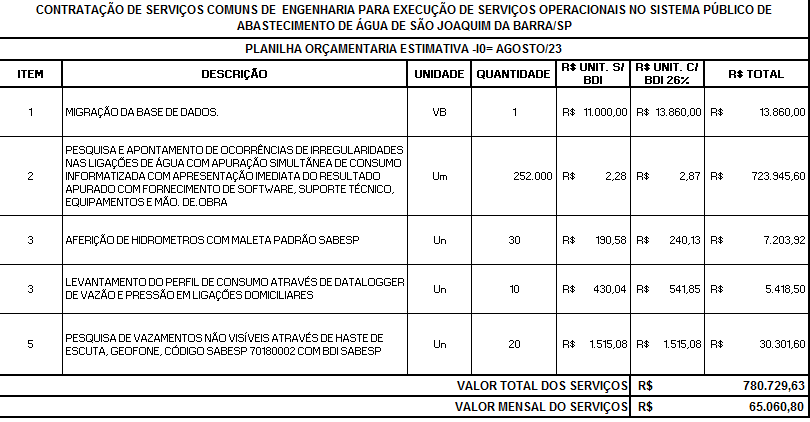 CONTRATAÇÃO DE SERVIÇOS COMUNS DE ENGENHARIA PARA EXECUÇÃO DE SERVIÇOS OPERACIONAIS NO SISTEMA PÚBLICO DE
ABASTECIMENTO DE ÁGUA DE SÃO JOAQUIM DA BARRA/SP
PLANILHA ORÇAMENTARIA ESTIMATIVA -I0= AGOSTO/23
ITEM DESCRIÇÃO UNIDADE QUANTIDADE R$ UNIT. S/ BDI R$ UNIT. C/ BDI 26% R$ TOTAL
1 MIGRAÇÃO DA BASE DE DADOS. VB 1 R$ 11.000,00 R$ 13.860,00 R$ 13.860,00
PESQUISA E APONTAMENTO DE OCORRÊNCIAS DE IRREGULARIDADES
NAS LIGAÇÕES DE ÁGUA COM APURAÇÃO SIMULTÂNEA DE CONSUMO
2 INFORMATIZADA COM APRESENTAÇÃO IMEDIATA DO RESULTADO Um 252.000 R$ 2,28 R$ 2,87 R$ 723.945,60
APURADO COM FORNECIMENTO DE SOFTWARE, SUPORTE TÉCNICO,
EQUIPAMENTOS E MÃO. DE.OBRA
3 AFERIÇÃO DE HIDROMETROS COM MALETA PADRÃO SABESP Un 30 R$ 190,58 R$ 240,13 R$ 7.203,92
3 LEVANTAMENTO DO PERFIL DE CONSUMO ATRAVÉS DE DATALOGGER
DE VAZÃO E PRESSÃO EM LIGAÇÕES DOMICILIARES Un 10 R$ 430,04 R$ 541,85 R$ 5.418,50
5 PESQUISA DE VAZAMENTOS NÃO VISÍVEIS ATRAVÉS DE HASTE DE
ESCUTA, GEOFONE, CÓDIGO SABESP 70180002 COM BDI SABESP Un 20 R$ 1.515,08 R$ 1.515,08 R$ 30.301,60
VALOR TOTAL DOS SERVIÇOS R$ 780.729,63
VALOR MENSAL DO SERVIÇOS R$ 65.060,80